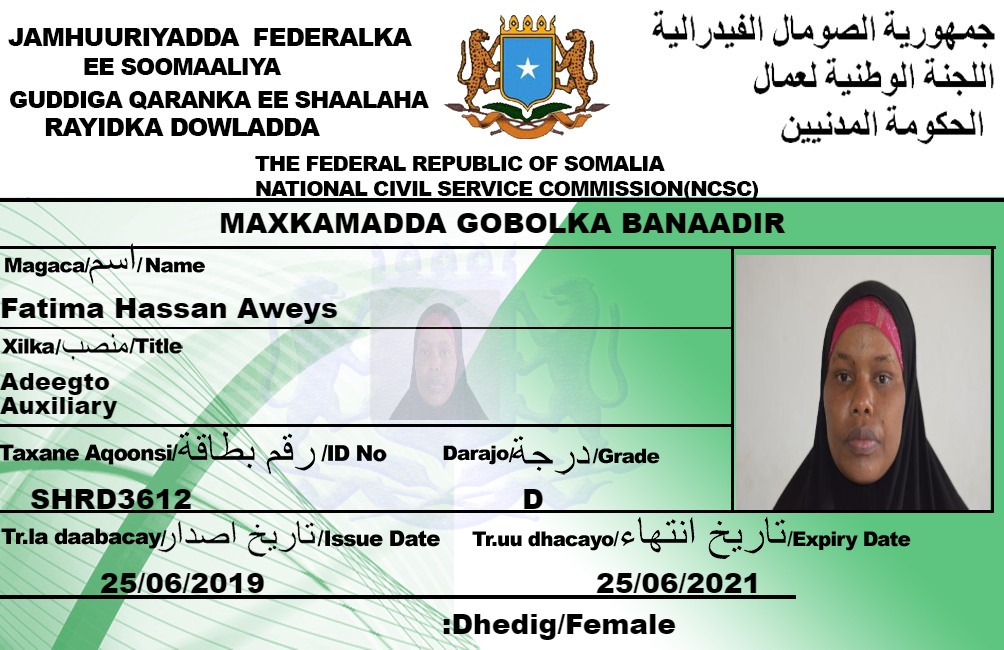 JAMHUURIYADDA FEDERALKA
EE SOOMAALIYA
GUDDIGA QARANKA EE SHAALAHA
RAYIDKA DOWLADDA
جمهورية الصومال الفيدرالية
اللجنة الوطنية لعمال
الحكومة المدنيين
THE FEDERAL REPUBLIC OF SOMALIA
NATIONAL CIVIL SERVICE COMMISSION(NCSC)
MAXKAMADDA GOBOLKA BANAADIR
Magaca/اسم/Name
Fatima Hassan Aweys
Xilka/منصب/Title
Adeegto
Auxiliary
Taxane Aqoonsi/رقم بطاقة/ID No
Darajo/درجة/Grade
SHRD3612
D
Tr.la daabacay/تاريخ اصدار/Issue Date
Tr.uu dhacayo/تاريخ انتهاء/Expiry Date
25/06/2019
25/06/2021
:Dhedig/Female